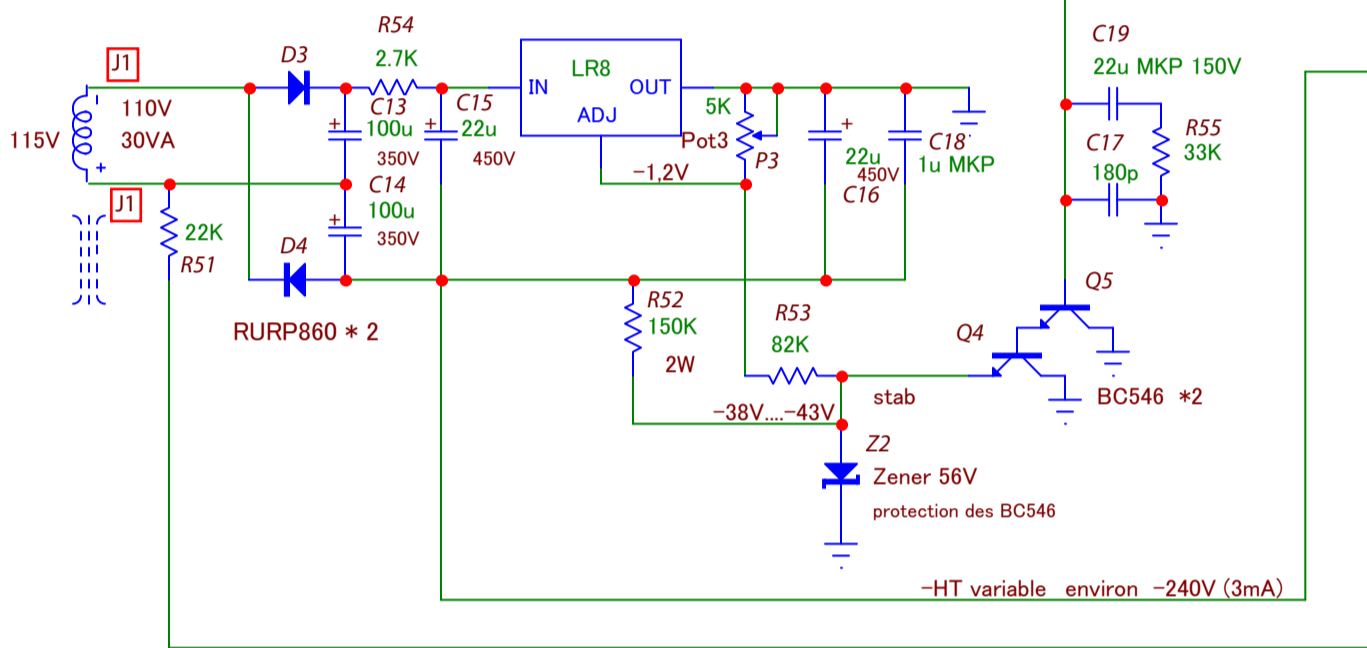 R54
2.7K
D3
J1
110V
30VA
115V
J1
C13
100u
350V
C14
100u
350V
C15
22u
450V
22K
R51
D4
RURP860 * 2
LR8
IN
OUT
ADJ
5K
Pot3
P3
-1,2V
22u
450V
C16
C18
1u MKP
R52
150K
2W
R53
82K
-38V....-43V
stab
Z2
Zener 56V
protection des BC546
C19
22u MKP 150V
C17
180p
R55
33K
Q5
Q4
BC546 *2
-HT variable environ -240V (3mA)